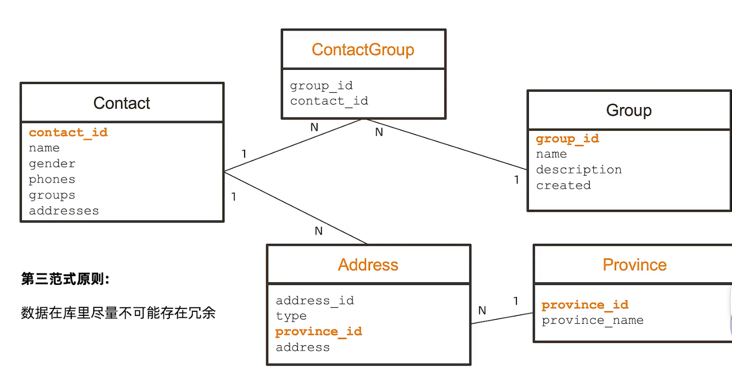 ContactGroup
group_id
contact_id
Contact
contact_id
name
gender
phones
groups
addresses
Group
group_id
name
description
created
N
N
1
1
1
N
Address
address_id
type
province_id
address
Province
province_id
province_name
N
1
第三范式原则：
数据在库里尽量不可能存在冗余